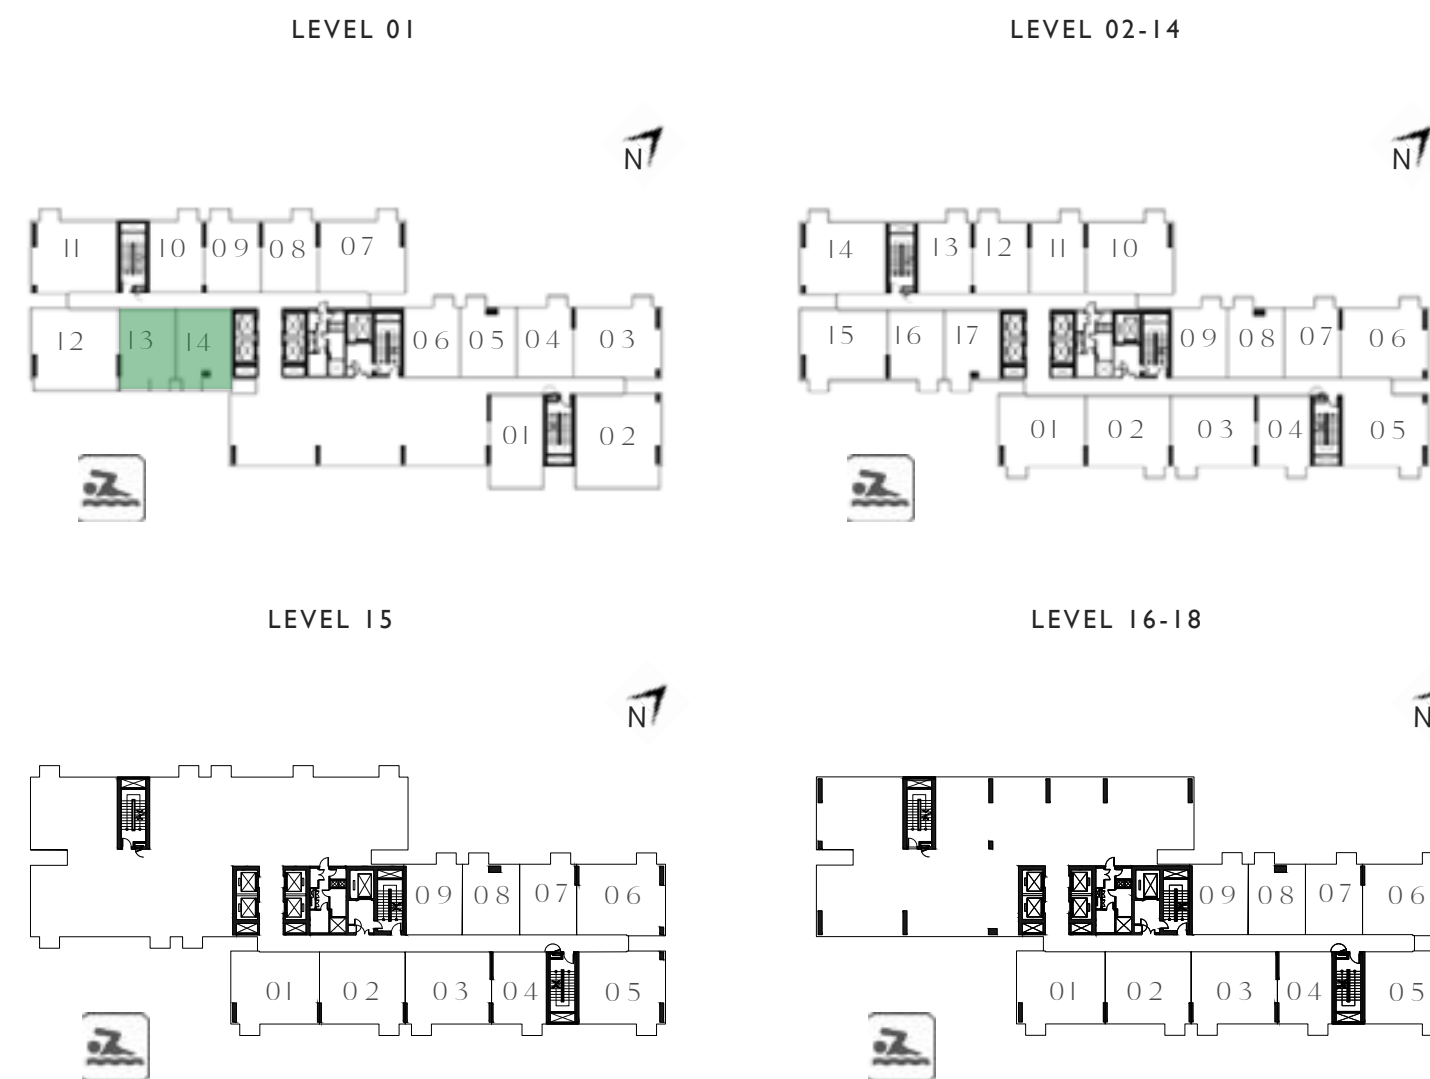 LEVEL 01
LEVEL 02-14
N
N
11 10 09 08 07
14 13 12 11 10
12 13 14 06 05 04 03
15 16 17 09 08 07 06
01 02
01 02 03 04 05
LEVEL 15
LEVEL 16-18
N
N
09 08 07 06
09 08 07 06
01 02 03 04 05
01 02 03 04 05